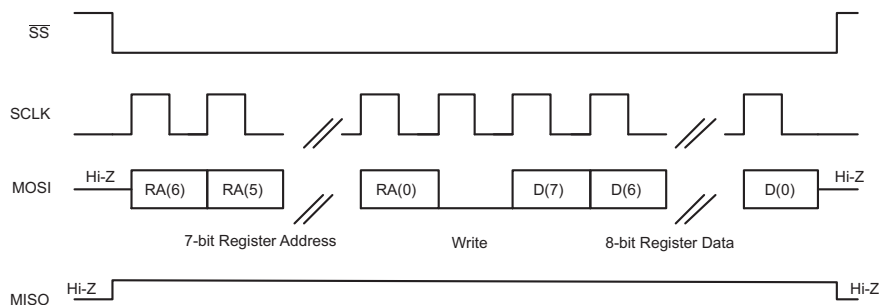 SS
SCLK
MOSI Hi-Z RA(6) RA(5) RA(0) D(7) D(6) D(0) Hi-Z
7-bit Register Address Write 8-bit Register Data
MISO Hi-Z Hi-Z